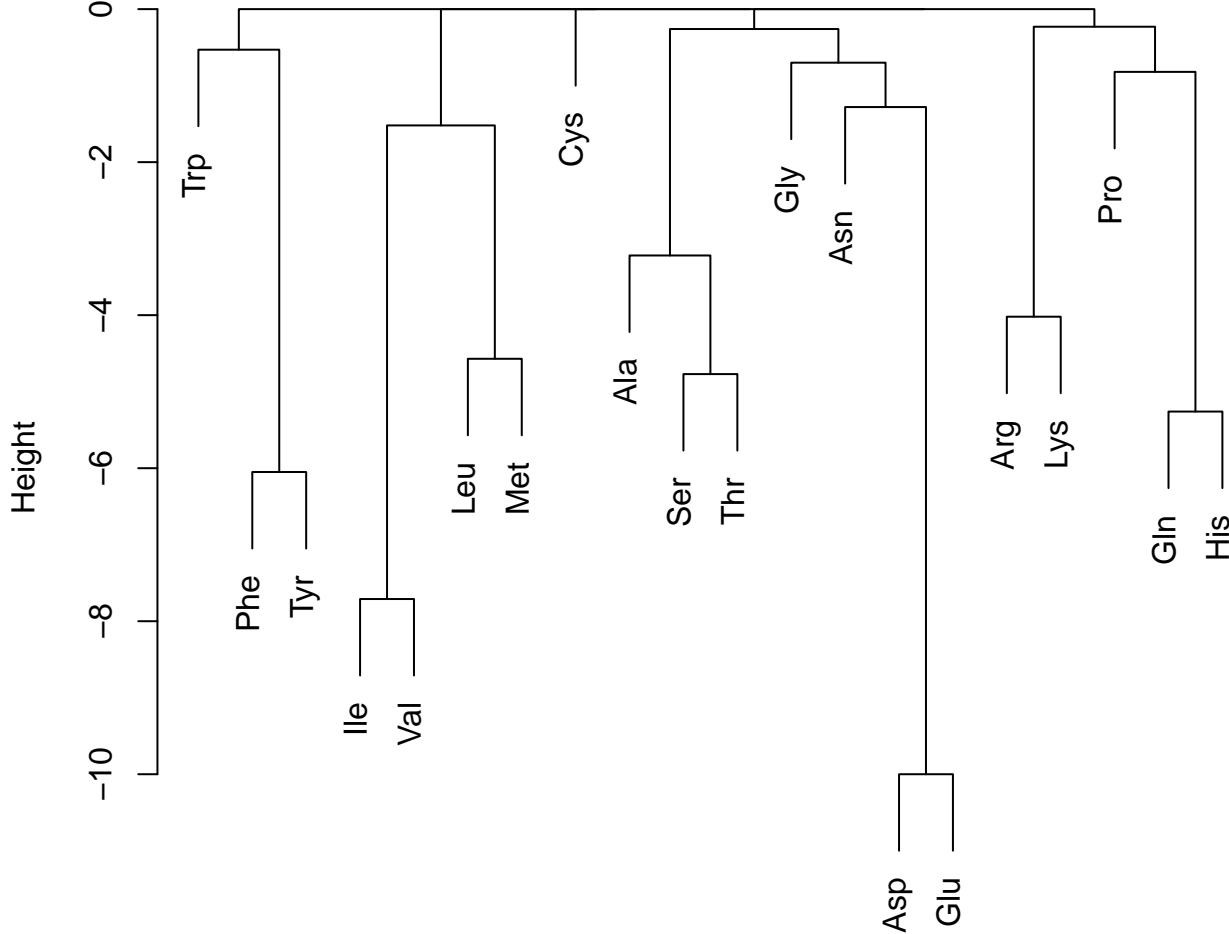 Height
0
−2
−4
−6
−8
−10
Trp
Phe
Tyr
Ile
Val
Leu
Met
Cys
Ala
Ser
Thr
Gly
Asn
Asp
Glu
Arg
Lys
Pro
Gln
His